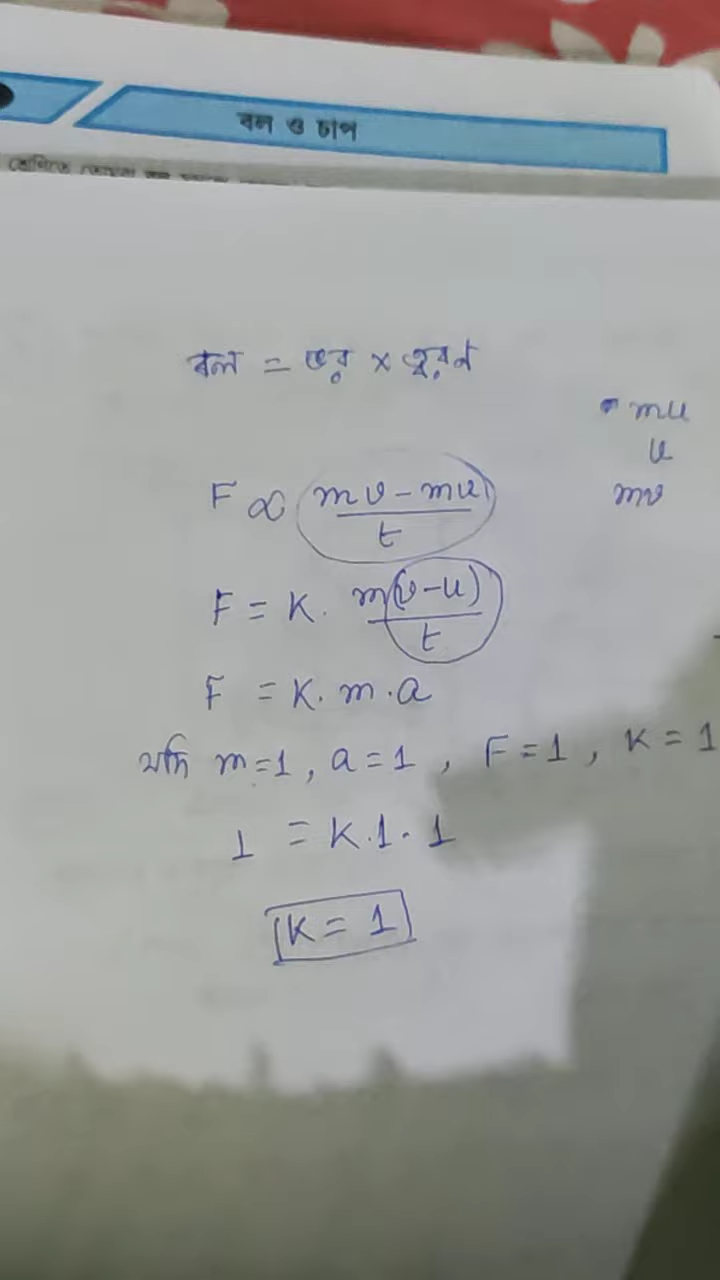 বল ও চাপ
বল = ভর × ত্বরণ
mu
u
mv
F ∝ (mv - mu)/t
F = K. m(v-u)/t
F = K. m .a
যদি m=1, a=1, F=1, K=1
1 = K.1.1
K = 1